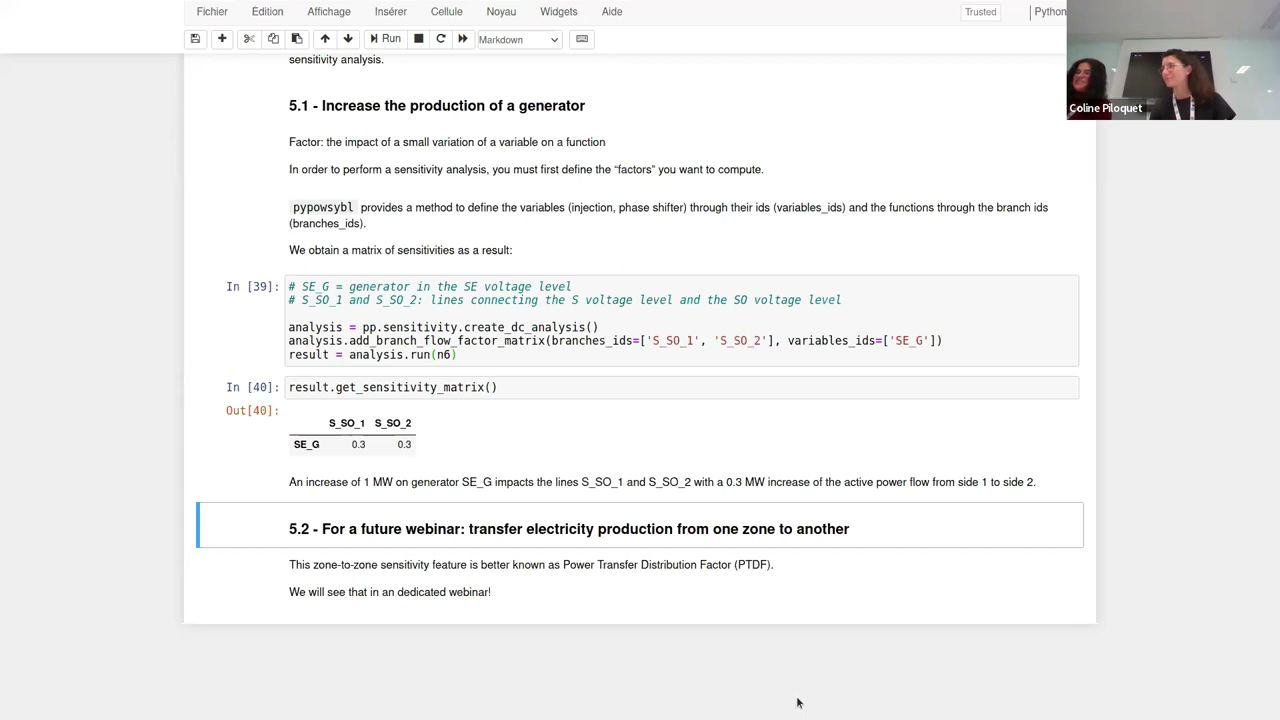 Fichier Édition Affichage Insérer Cellule Noyau Widgets Aide Trusted Python
Run Markdown
sensitivity analysis.
5.1 - Increase the production of a generator
Factor: the impact of a small variation of a variable on a function
In order to perform a sensitivity analysis, you must first define the “factors” you want to compute.
pypowsybl provides a method to define the variables (injection, phase shifter) through their ids (variables_ids) and the functions through the branch ids
(branches_ids).
We obtain a matrix of sensitivities as a result:
In [39]: # SE_G = generator in the SE voltage level
# S_SO_1 and S_SO_2: lines connecting the S voltage level and the SO voltage level
analysis = pp.sensitivity.create_dc_analysis()
analysis.add_branch_flow_factor_matrix(branches_ids=['S_SO_1', 'S_SO_2'], variables_ids=['SE_G'])
result = analysis.run(n6)
In [40]: result.get_sensitivity_matrix()
Out[40]:
S_SO_1 S_SO_2
SE_G 0.3 0.3
An increase of 1 MW on generator SE_G impacts the lines S_SO_1 and S_SO_2 with a 0.3 MW increase of the active power flow from side 1 to side 2.
5.2 - For a future webinar: transfer electricity production from one zone to another
This zone-to-zone sensitivity feature is better known as Power Transfer Distribution Factor (PTDF).
We will see that in an dedicated webinar!
Coline Piloquet